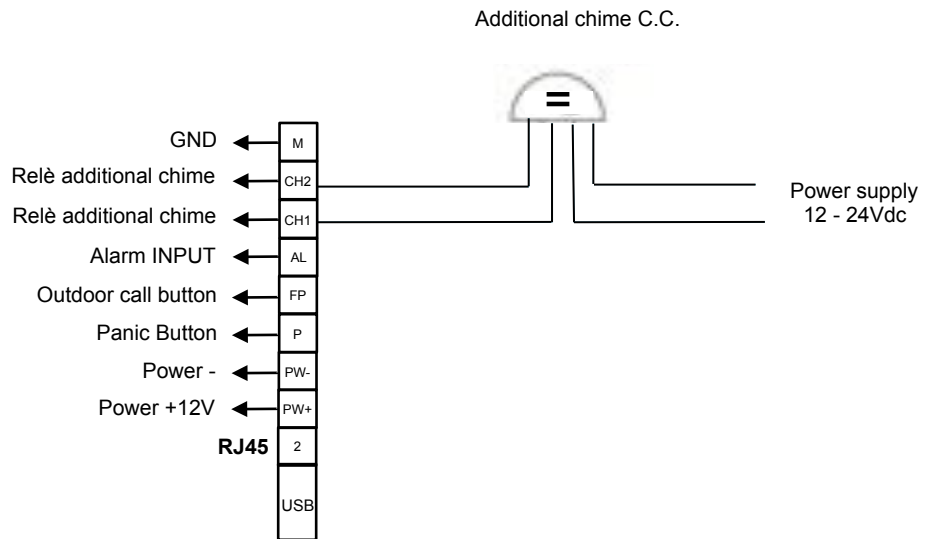 Additional chime C.C.
=
GND M
Relè additional chime CH2
Relè additional chime CH1
Power supply
12 - 24Vdc
Alarm INPUT AL
Outdoor call button FP
Panic Button P
Power - PW-
Power +12V PW+
RJ45 2
USB